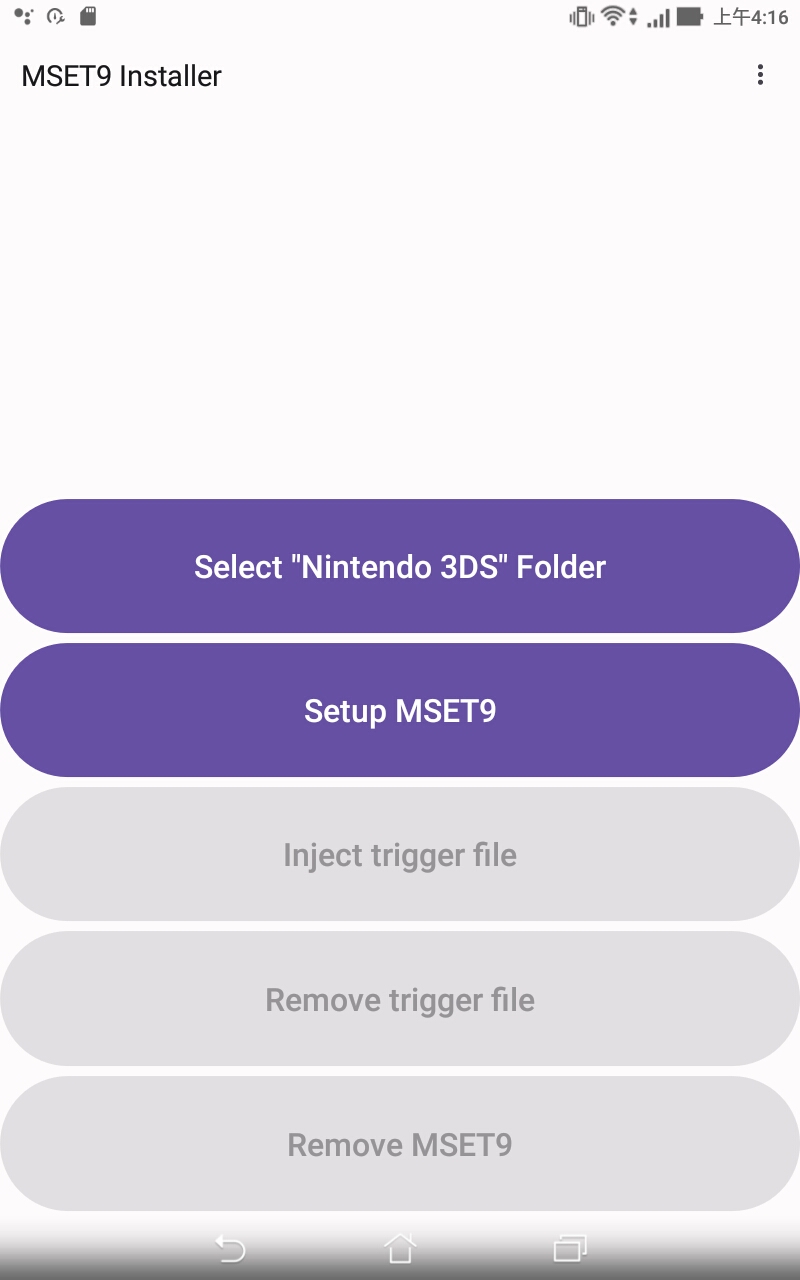 上午4:16
MSET9 Installer
Select "Nintendo 3DS" Folder
Setup MSET9
Inject trigger file
Remove trigger file
Remove MSET9